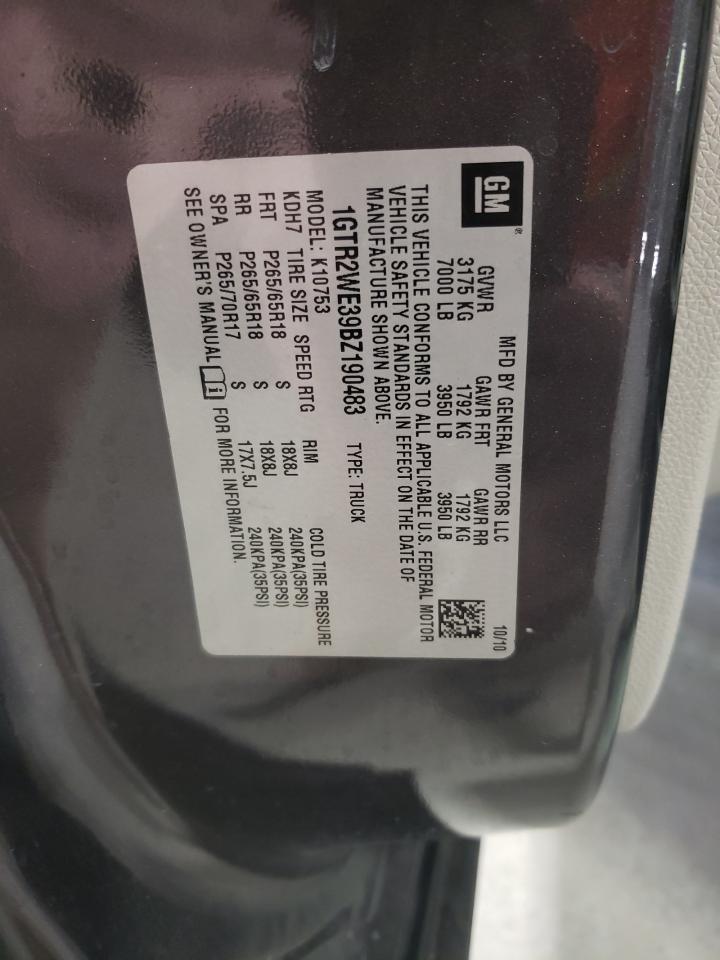 GM®
MFD BY GENERAL MOTORS LLC 10/10
GVWR GAWR FRT GAWR RR
3175 KG 1792 KG 1792 KG
7000 LB 3950 LB 3950 LB
THIS VEHICLE CONFORMS TO ALL APPLICABLE U.S. FEDERAL MOTOR
VEHICLE SAFETY STANDARDS IN EFFECT ON THE DATE OF
MANUFACTURE SHOWN ABOVE.
1GTR2WE39BZ190483 TYPE: TRUCK
MODEL: K10753
KDH7 TIRE SIZE SPEED RTG RIM COLD TIRE PRESSURE
FRT P265/65R18 S 18X8J 240KPA(35PSI)
RR P265/65R18 S 18X8J 240KPA(35PSI)
SPA P265/70R17 S 17X7.5J 240KPA(35PSI)
SEE OWNER'S MANUAL i FOR MORE INFORMATION.